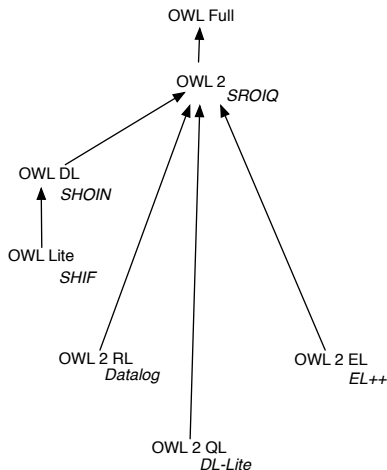 OWL Full
OWL 2
SROIQ
OWL DL
SHOIN
OWL Lite
SHIF
OWL 2 RL
Datalog
OWL 2 EL
EL++
OWL 2 QL
DL-Lite